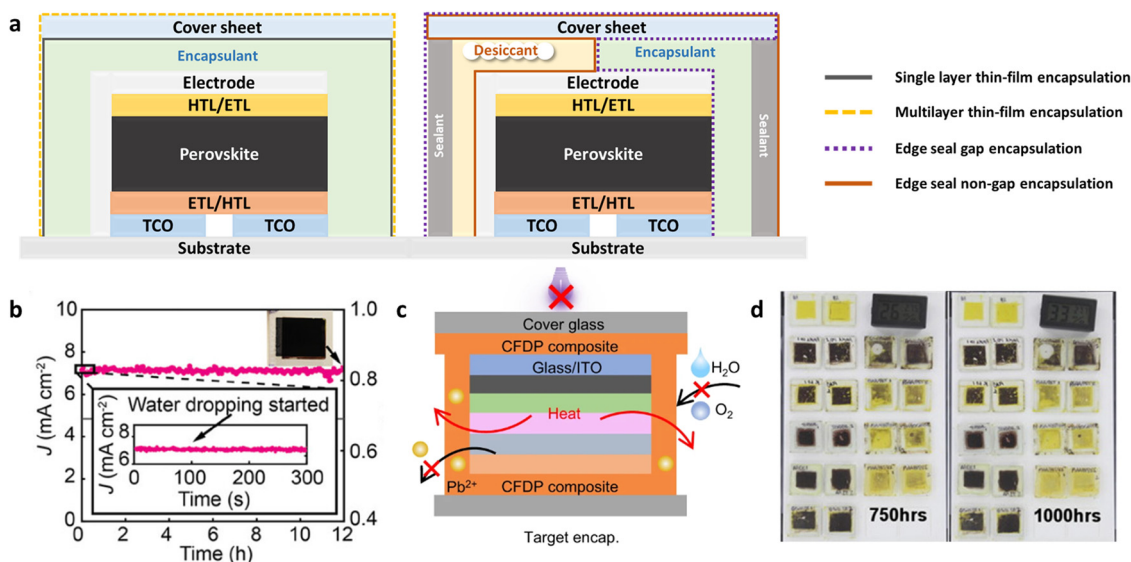 a
Cover sheet
Encapsulant
Electrode
HTL/ETL
Perovskite
ETL/HTL
TCO TCO
Substrate
Cover sheet
Desiccant
Encapsulant
Electrode
HTL/ETL
Sealant
Perovskite
Sealant
ETL/HTL
TCO TCO
Substrate
Single layer thin-film encapsulation
Multilayer thin-film encapsulation
Edge seal gap encapsulation
Edge seal non-gap encapsulation
b
J (mA cm⁻²)
10
8
6
4
2
0
1.0
0.8
0.6
0.4
Water dropping started
J (mA cm⁻²)
8
6
0 100 200 300
Time (s)
0 2 4 6 8 10 12
Time (h)
c
Cover glass
CFDP composite
Glass/ITO
Heat
H₂O
O₂
Pb²⁺
CFDP composite
Target encap.
d
750hrs
1000hrs